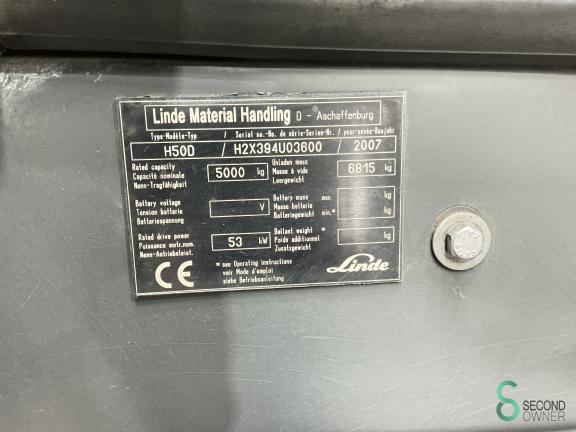 Linde Material Handling D - Aschaffenburg
Type-Modèle-Typ / Serial no.-No. de série-Serien-Nr. / year-année-Baujahr
H50D / H2X394U03600 / 2007
Rated capacity
Capacité nominale
Nenn-Tragfähigkeit
5000 kg
Unladen mass
Masse à vide
Leergewicht
6815 kg
Battery voltage
Tension batterie
Batteriespannung
V
Battery mass max.
Masse batterie
Batteriegewicht min.*
kg
kg
Rated drive power
Puissance motr.nom.
Nenn-Antriebsleist.
53 kW
Ballast weight *
Poids additionnel
Zusatzgewicht
kg
CE
* see Operating instructions
voir Mode d'emploi
siehe Betriebsanleitung
Linde
SECOND
OWNER